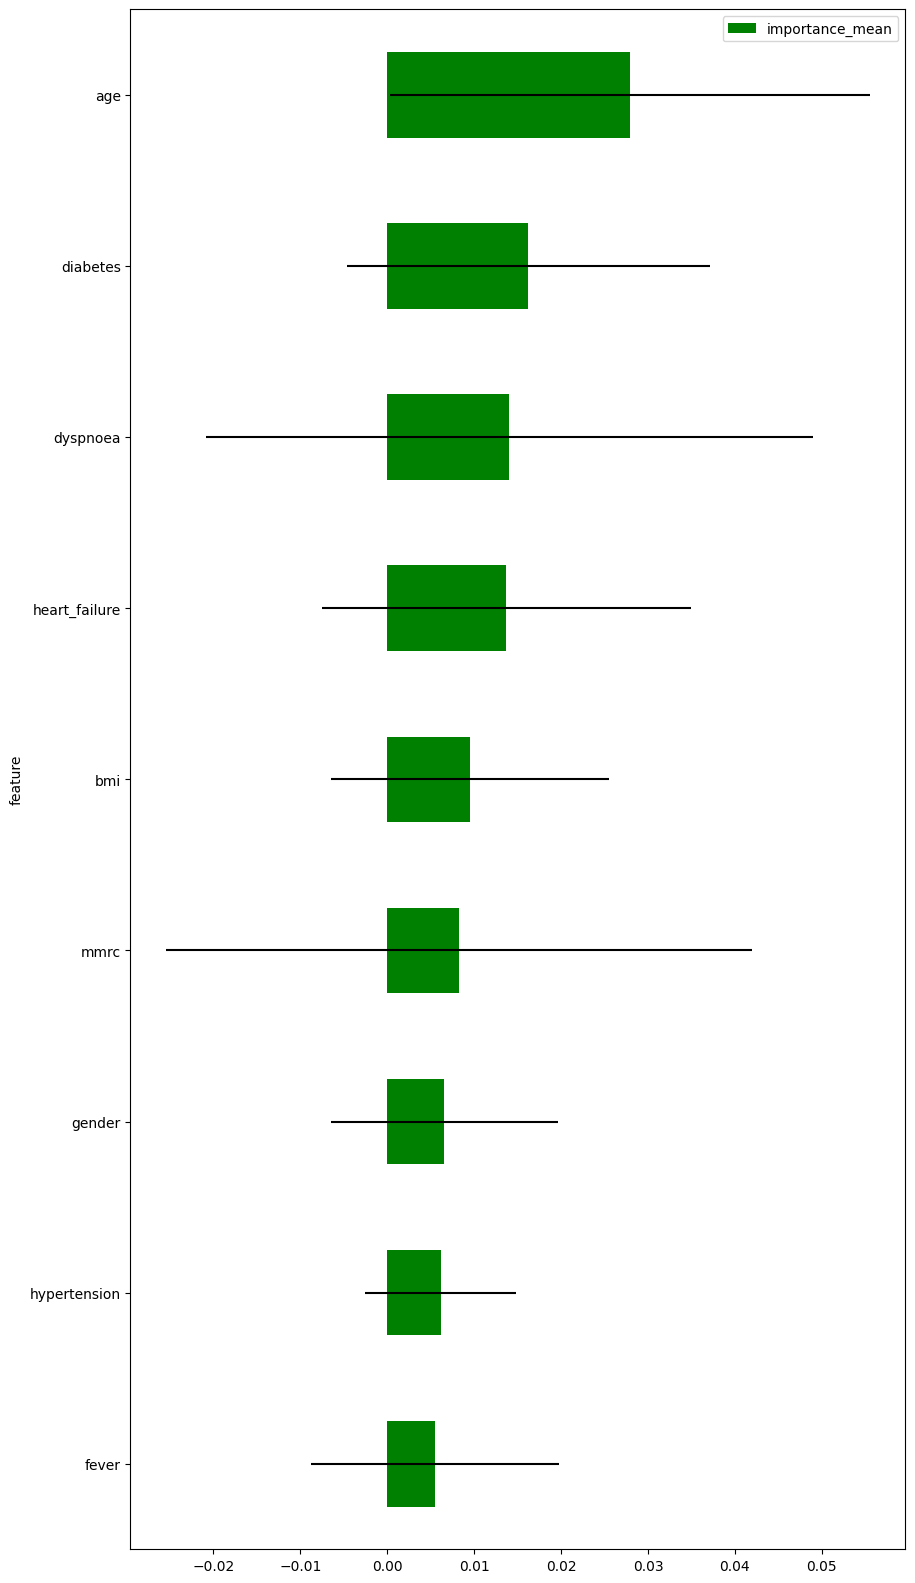 importance_mean
age
diabetes
dyspnoea
heart_failure
bmi
mmrc
gender
hypertension
fever
feature
−0.02 −0.01 0.00 0.01 0.02 0.03 0.04 0.05